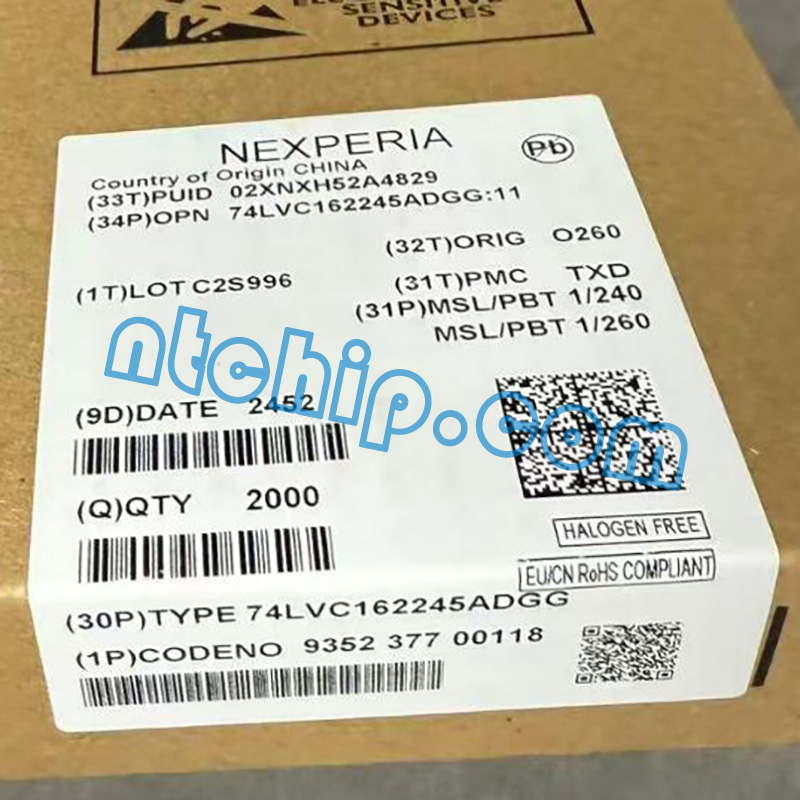 SENSITIVE
DEVICES
NEXPERIA
Pb
Country of Origin CHINA
(33T)PUID 02XNXH52A4829
(34P)OPN 74LVC162245ADGG:11
(32T)ORIG O260
(1T)LOT C2S996
(31T)PMC TXD
(31P)MSL/PBT 1/240
MSL/PBT 1/260
ntchip.com
(9D)DATE 2452
(Q)QTY 2000
HALOGEN FREE
EU/CN RoHS COMPLIANT
(30P)TYPE 74LVC162245ADGG
(1P)CODENO 9352 377 00118